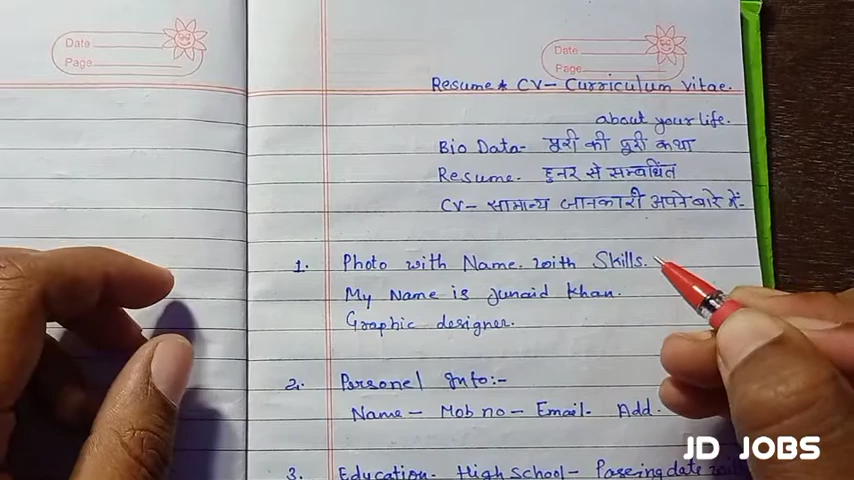 Date
Page
Date
Page
Resume * CV- Curriculum Vitae.
about your life.
Bio Data- पूरी की पूरी कथा
Resume. हुनर से सम्बंधित
CV- सामान्य जानकारी अपने बारे में-
1. Photo with Name. with Skills.
My Name is Junaid Khan.
Graphic designer.
2. Personel Info:-
Name- Mob no- Email- Add.
3. Education. High School- Passing date
JD JOBS